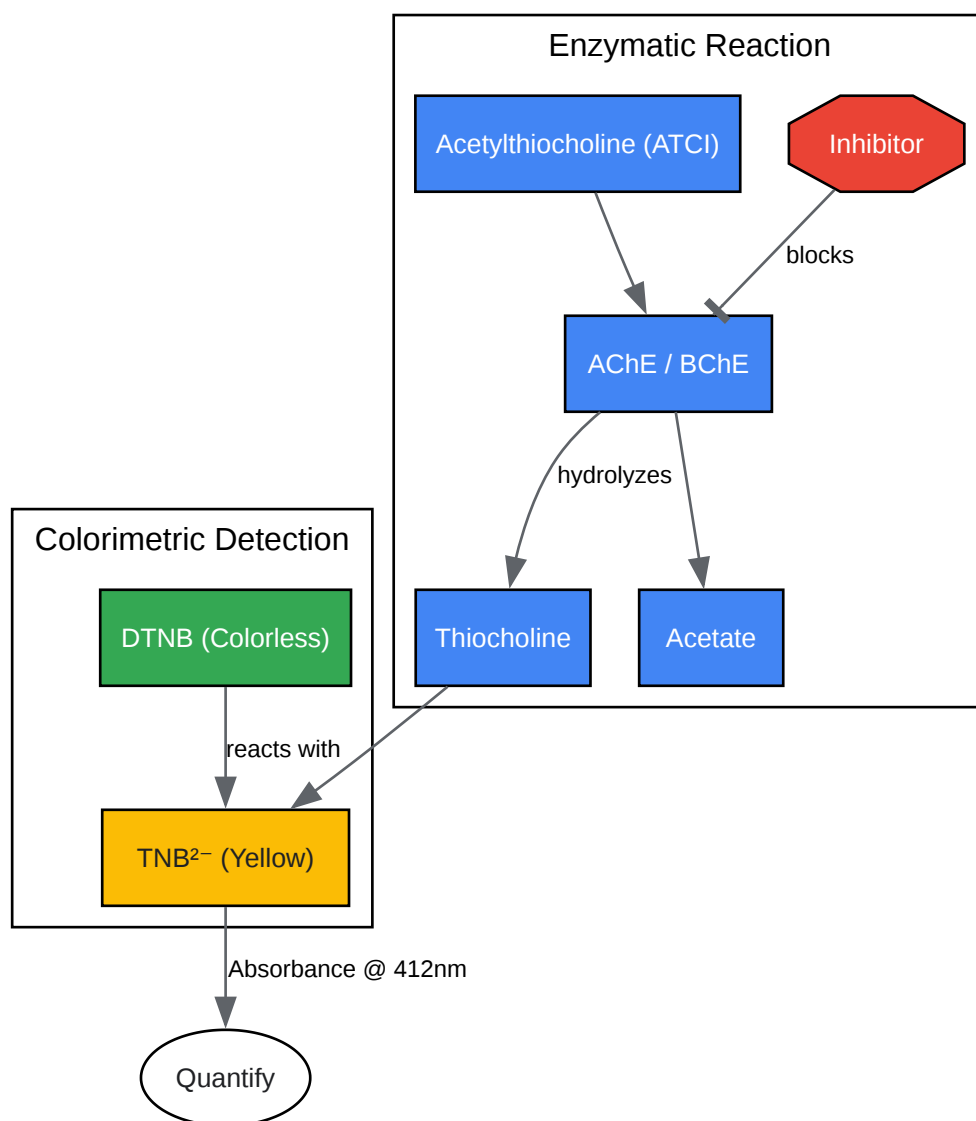 Enzymatic Reaction
Acetylthiocholine (ATCI)
Inhibitor
blocks
AChE / BChE
hydrolyzes
Colorimetric Detection
DTNB (Colorless)
Thiocholine
Acetate
reacts with
TNB²⁻ (Yellow)
Absorbance @ 412nm
Quantify